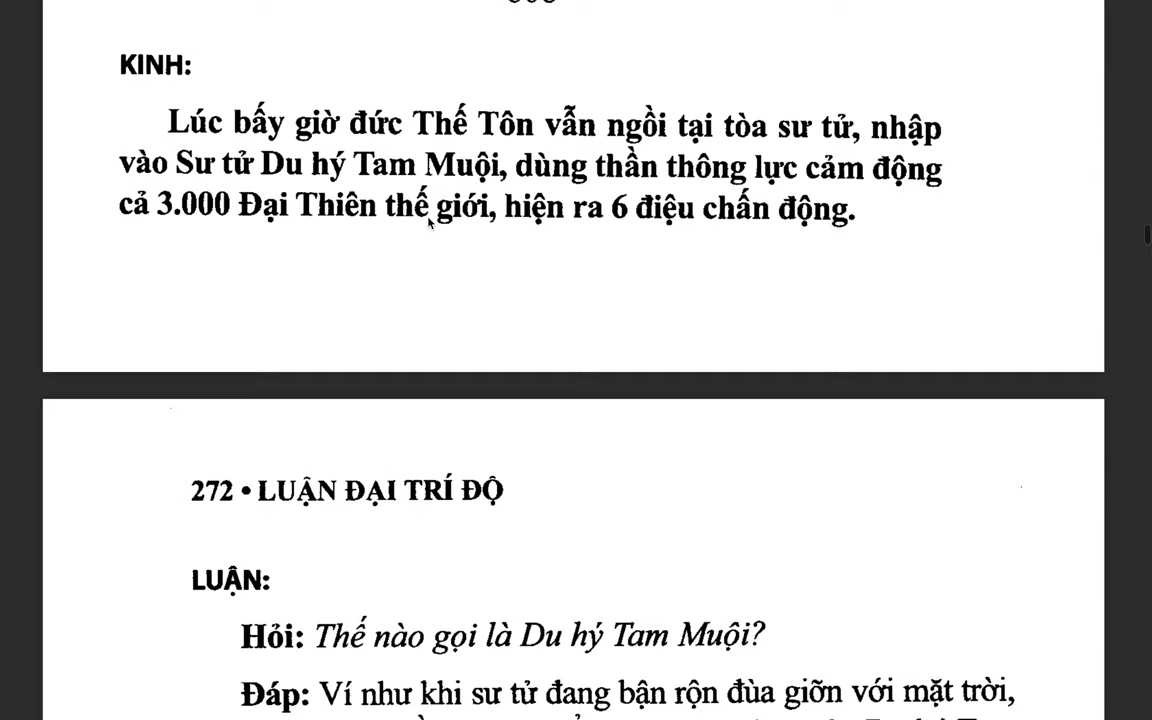 KINH:
Lúc bấy giờ đức Thế Tôn vẫn ngồi tại tòa sư tử, nhập
vào Sư tử Du hý Tam Muội, dùng thần thông lực cảm động
cả 3.000 Đại Thiên thế giới, hiện ra 6 điệu chấn động.
272 • LUẬN ĐẠI TRÍ ĐỘ
LUẬN:
Hỏi: Thế nào gọi là Du hý Tam Muội?
Đáp: Ví như khi sư tử đang bận rộn đùa giỡn với mặt trời,